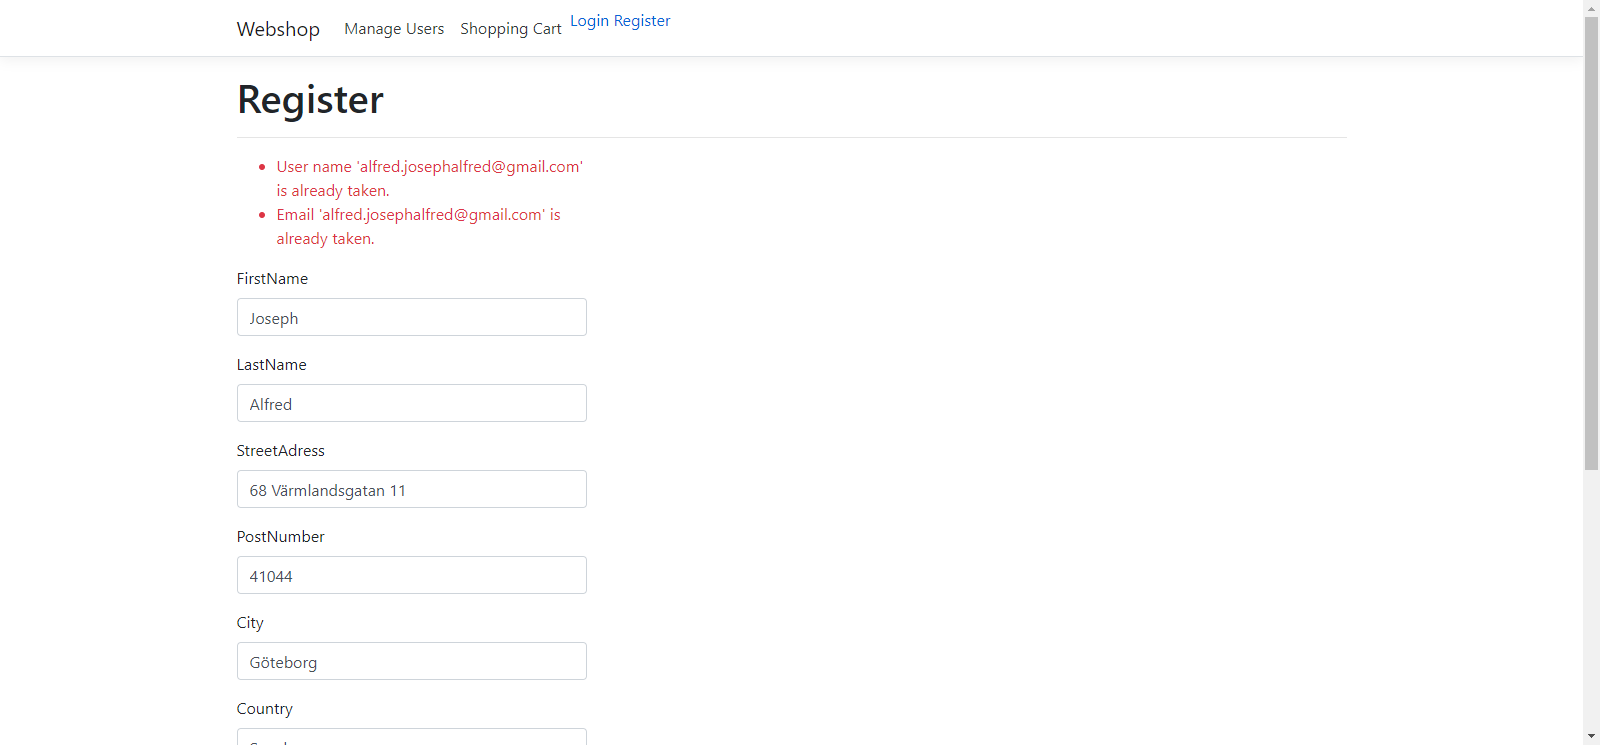 Webshop Manage Users Shopping Cart Login Register
Register
User name 'alfred.josephalfred@gmail.com'
is already taken.
Email 'alfred.josephalfred@gmail.com' is
already taken.
FirstName
Joseph
LastName
Alfred
StreetAdress
68 Värmlandsgatan 11
PostNumber
41044
City
Göteborg
Country